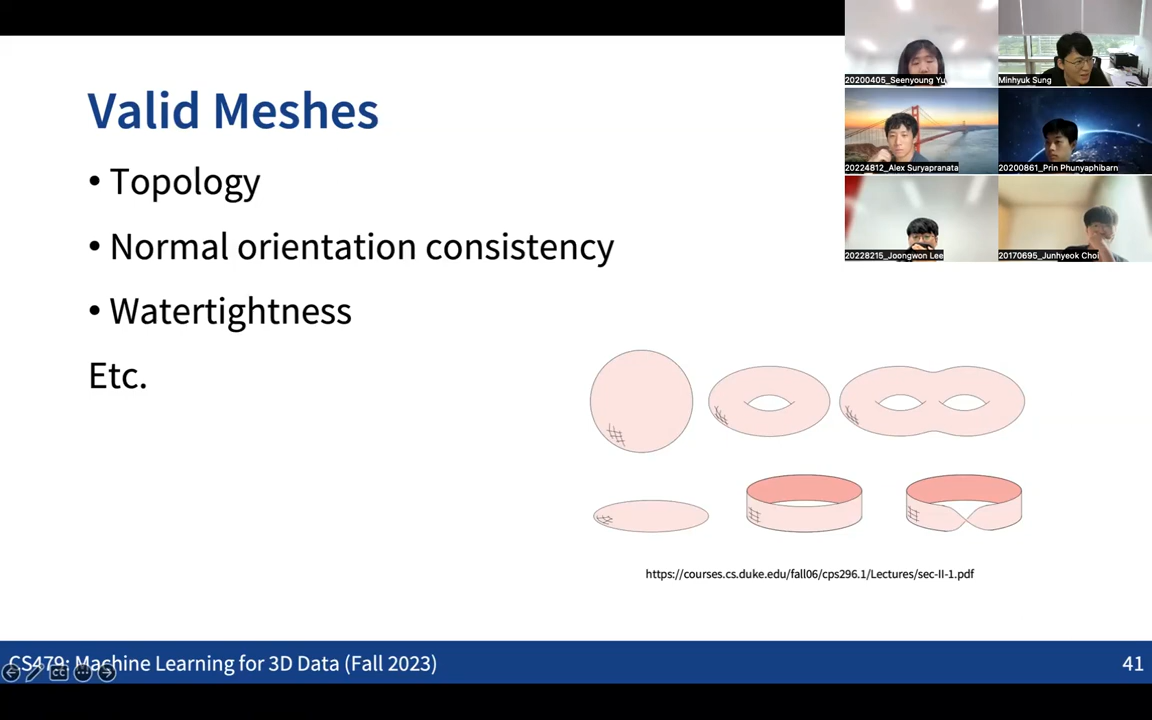 Valid Meshes
• Topology
• Normal orientation consistency
• Watertightness
Etc.
https://courses.cs.duke.edu/fall06/cps296.1/Lectures/sec-II-1.pdf
CS479: Machine Learning for 3D Data (Fall 2023)
41
20200405_Seenyoung Yu
Minhyuk Sung
20224812_Alex Suryapranata
20200861_Prin Phunyaphibarn
20228215_Joongwon Lee
20170695_Junhyeok Choi